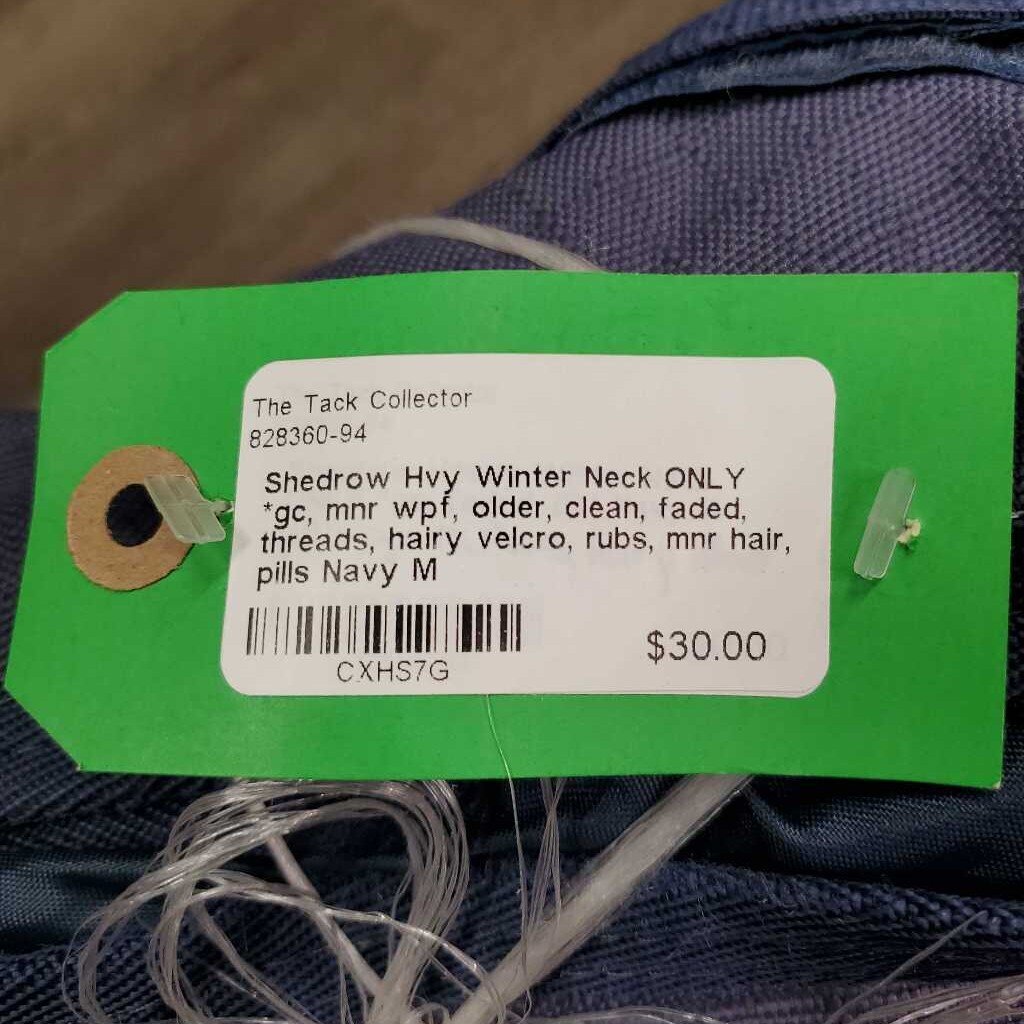 The Tack Collector
828360-94
Shedrow Hvy Winter Neck ONLY
*gc, mnr wpf, older, clean, faded,
threads, hairy velcro, rubs, mnr hair,
pills Navy M
CXHS7G
$30.00